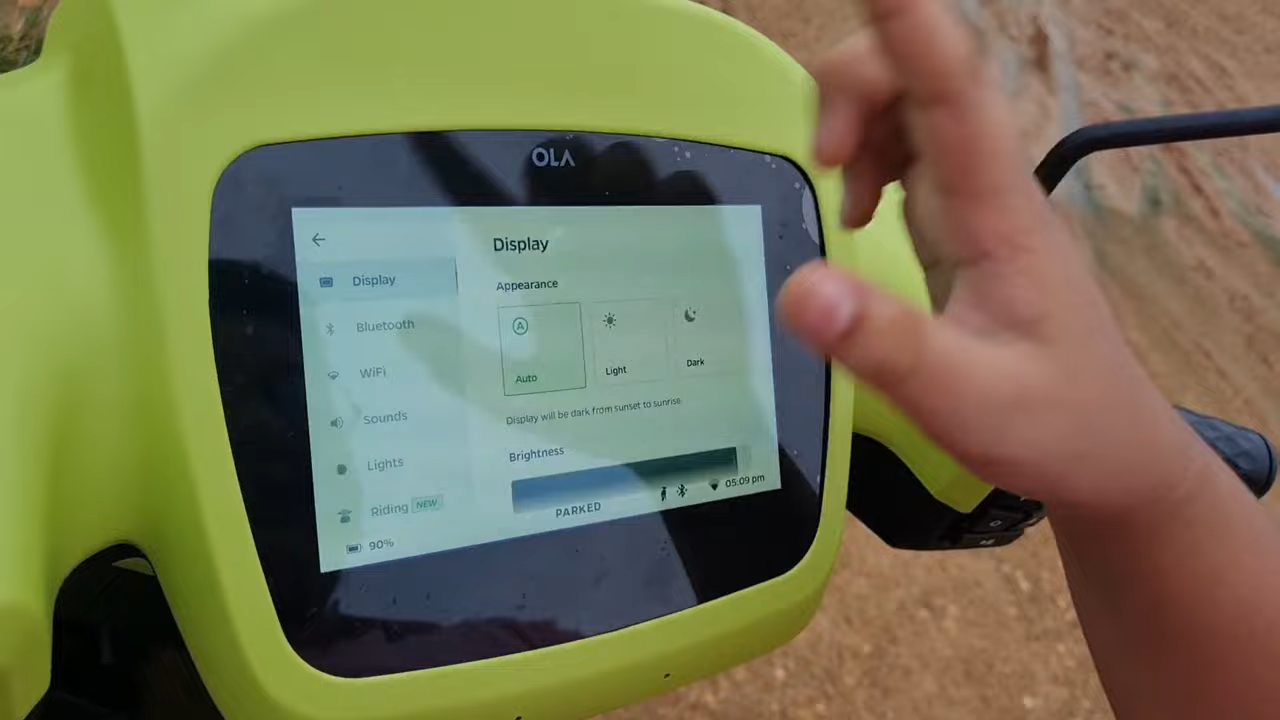 OLA
Display
Appearance
Auto
Light
Dark
Display will be dark from sunset to sunrise.
Brightness
Display
Bluetooth
WiFi
Sounds
Lights
Riding NEW
90%
PARKED
05:09 pm